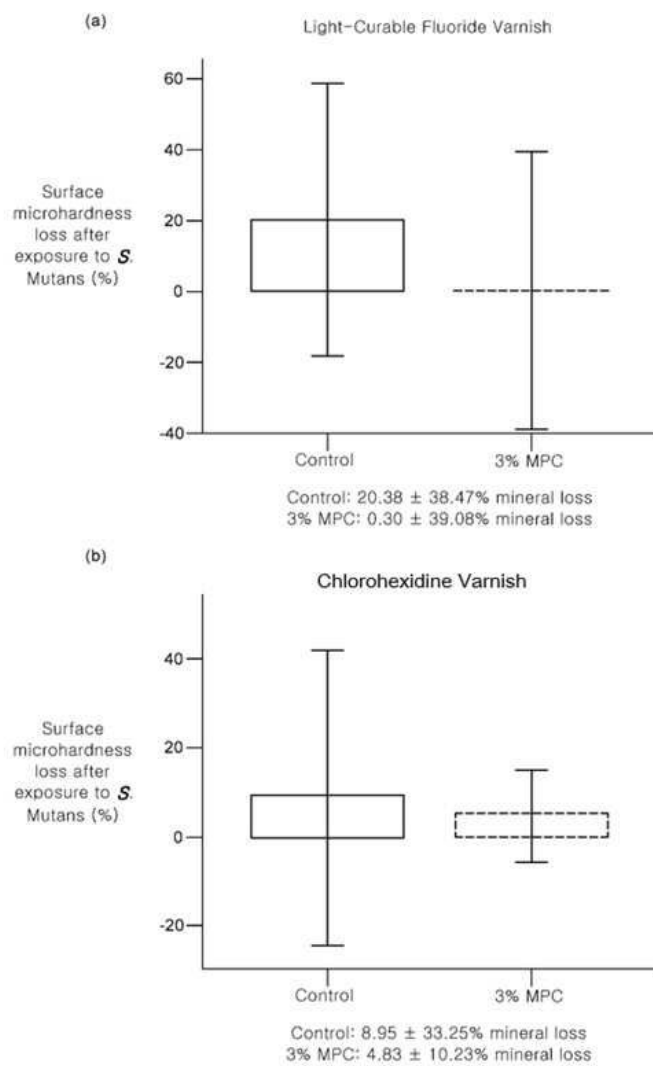 (a)
Light-Curable Fluoride Varnish
60
40
20
0
-20
-40
Surface
microhardness
loss after
exposure to S.
Mutans (%)
Control
3% MPC
Control: 20.38 ± 38.47% mineral loss
3% MPC: 0.30 ± 39.08% mineral loss
(b)
Chlorohexidine Varnish
40
20
0
-20
Surface
microhardness
loss after
exposure to S.
Mutans (%)
Control
3% MPC
Control: 8.95 ± 33.25% mineral loss
3% MPC: 4.83 ± 10.23% mineral loss